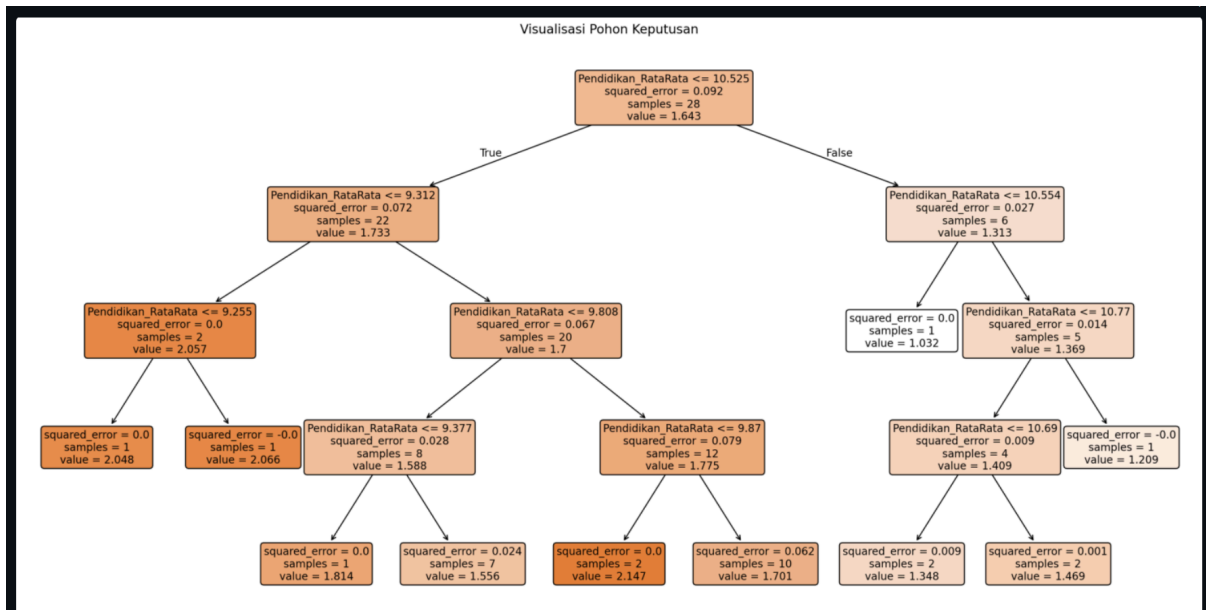 Visualisasi Pohon Keputusan
Pendidikan_RataRata <= 10.525
squared_error = 0.092
samples = 28
value = 1.643
True
False
Pendidikan_RataRata <= 9.312
squared_error = 0.072
samples = 22
value = 1.733
Pendidikan_RataRata <= 10.554
squared_error = 0.027
samples = 6
value = 1.313
Pendidikan_RataRata <= 9.255
squared_error = 0.0
samples = 2
value = 2.057
Pendidikan_RataRata <= 9.808
squared_error = 0.067
samples = 20
value = 1.7
squared_error = 0.0
samples = 1
value = 1.032
Pendidikan_RataRata <= 10.77
squared_error = 0.014
samples = 5
value = 1.369
squared_error = 0.0
samples = 1
value = 2.048
squared_error = -0.0
samples = 1
value = 2.066
Pendidikan_RataRata <= 9.377
squared_error = 0.028
samples = 8
value = 1.588
Pendidikan_RataRata <= 9.87
squared_error = 0.079
samples = 12
value = 1.775
Pendidikan_RataRata <= 10.69
squared_error = 0.009
samples = 4
value = 1.409
squared_error = -0.0
samples = 1
value = 1.209
squared_error = 0.0
samples = 1
value = 1.814
squared_error = 0.024
samples = 7
value = 1.556
squared_error = 0.0
samples = 2
value = 2.147
squared_error = 0.062
samples = 10
value = 1.701
squared_error = 0.009
samples = 2
value = 1.348
squared_error = 0.001
samples = 2
value = 1.469